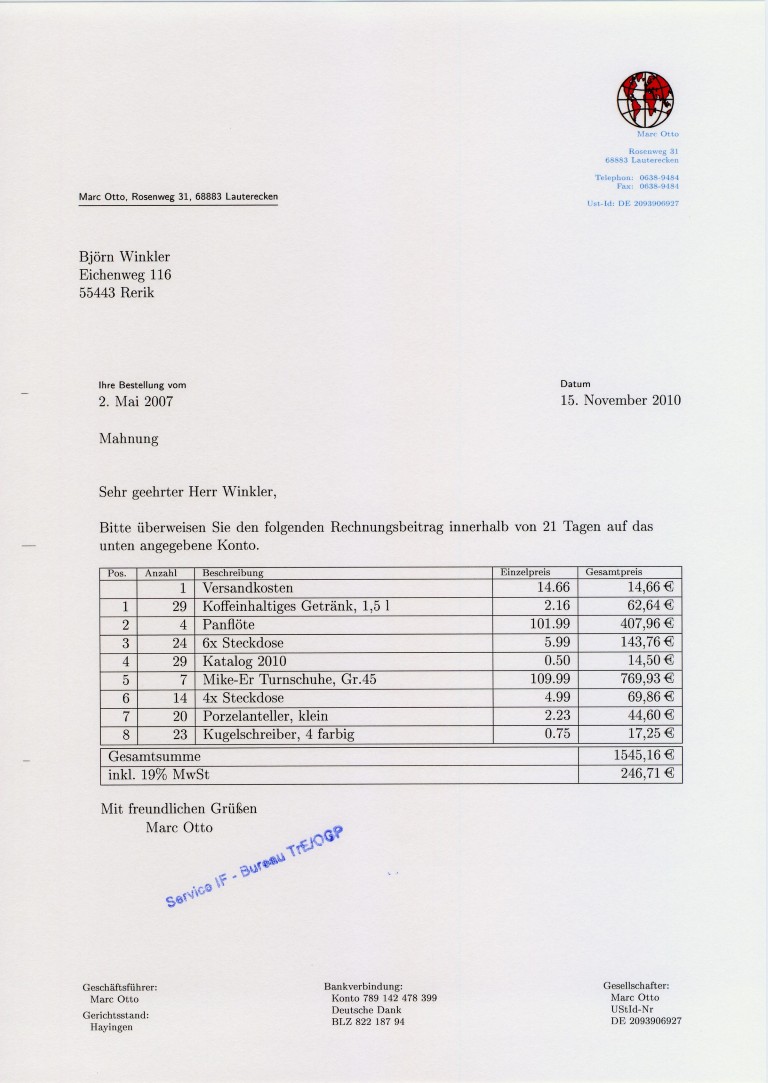 Marc Otto
Rosenweg 31
68883 Lauterecken
Telephon: 0638-9484
Fax: 0638-9484
Ust-Id: DE 2093906927
Marc Otto, Rosenweg 31, 68883 Lauterecken
Björn Winkler
Eichenweg 116
55443 Rerik
Ihre Bestellung vom Datum
2. Mai 2007 15. November 2010
Mahnung
Sehr geehrter Herr Winkler,
Bitte überweisen Sie den folgenden Rechnungsbeitrag innerhalb von 21 Tagen auf das
unten angegebene Konto.
Pos. Anzahl Beschreibung Einzelpreis Gesamtpreis
1 Versandkosten 14.66 14,66 €
1 29 Koffeinhaltiges Getränk, 1,5 l 2.16 62,64 €
2 4 Panflöte 101.99 407,96 €
3 24 6x Steckdose 5.99 143,76 €
4 29 Katalog 2010 0.50 14,50 €
5 7 Mike-Er Turnschuhe, Gr.45 109.99 769,93 €
6 14 4x Steckdose 4.99 69,86 €
7 20 Porzelanteller, klein 2.23 44,60 €
8 23 Kugelschreiber, 4 farbig 0.75 17,25 €
Gesamtsumme 1545,16 €
inkl. 19% MwSt 246,71 €
Mit freundlichen Grüßen
Marc Otto
Service IF - Bureau TrE/OGP
Geschäftsführer:
Marc Otto
Gerichtsstand:
Hayingen
Bankverbindung:
Konto 789 142 478 399
Deutsche Dank
BLZ 822 187 94
Gesellschafter:
Marc Otto
UStId-Nr
DE 2093906927